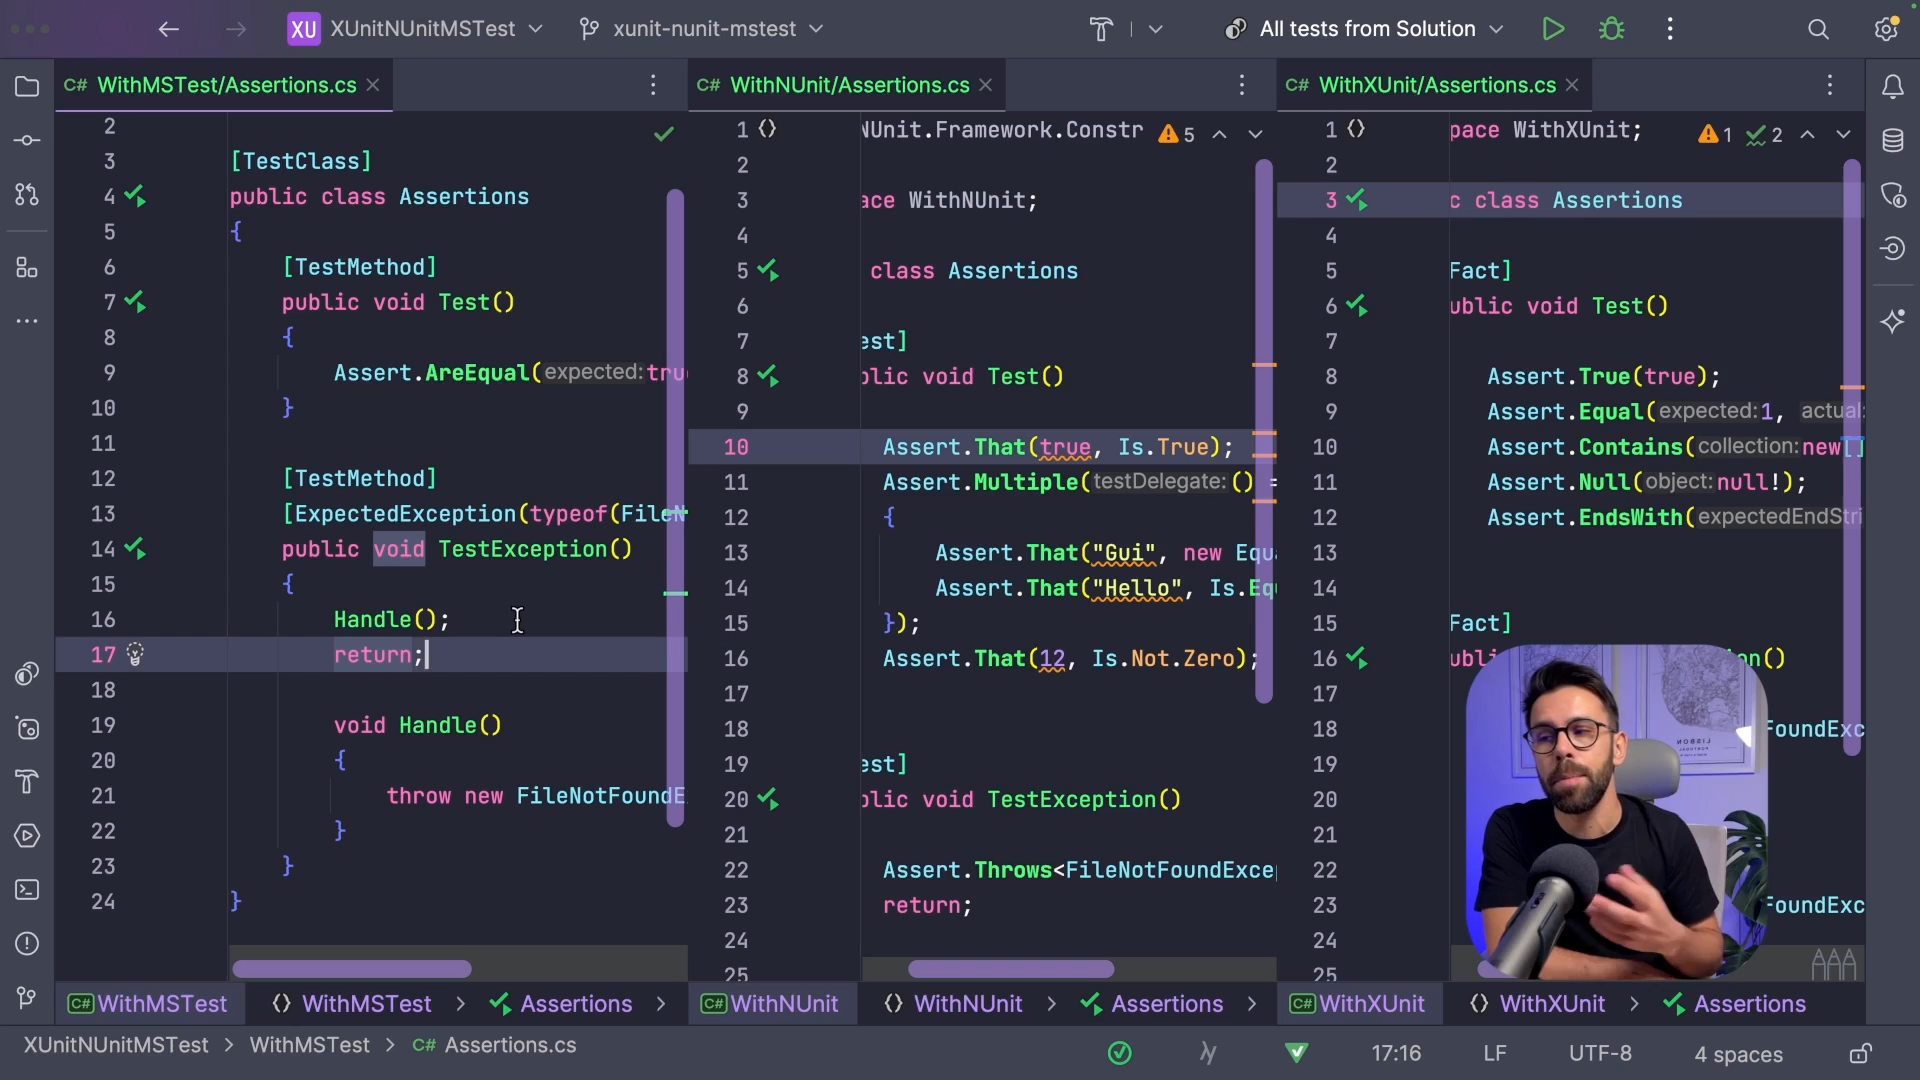 XU XUnitNUnitMSTest xunit-nunit-mstest All tests from Solution
C# WithMSTest/Assertions.cs
2
3 [TestClass]
4 public class Assertions
5 {
6 [TestMethod]
7 public void Test()
8 {
9 Assert.AreEqual(expected: tru
10 }
11
12 [TestMethod]
13 [ExpectedException(typeof(FileN
14 public void TestException()
15 {
16 Handle();
17 return;
18
19 void Handle()
20 {
21 throw new FileNotFoundE
22 }
23 }
24 }
C# WithMSTest {} WithMSTest > Assertions >
C# WithNUnit/Assertions.cs
1 NUnit.Framework.Constr 5
2
3 ace WithNUnit;
4
5 class Assertions
6
7 est]
8 blic void Test()
9
10 Assert.That(true, Is.True);
11 Assert.Multiple(testDelegate: () =
12 {
13 Assert.That("Gui", new Equa
14 Assert.That("Hello", Is.Equ
15 });
16 Assert.That(12, Is.Not.Zero);
17
18
19 est]
20 blic void TestException()
21
22 Assert.Throws<FileNotFoundExce
23 return;
24
25
C# WithNUnit {} WithNUnit > Assertions >
C# WithXUnit/Assertions.cs
1 pace WithXUnit; 1 2
2
3 c class Assertions
4
5 Fact]
6 ublic void Test()
7
8 Assert.True(true);
9 Assert.Equal(expected: 1, actual:
10 Assert.Contains(collection: new[]
11 Assert.Null(object: null!);
12 Assert.EndsWith(expectedEndStri
13
14
15 Fact]
16 ubli on()
17
18 FoundExc
19
20
21
22
23 FoundExc
24
25
LISBON
C# WithXUnit {} WithXUnit > Assertions
XUnitNUnitMSTest > WithMSTest > C# Assertions.cs 17:16 LF UTF-8 4 spaces